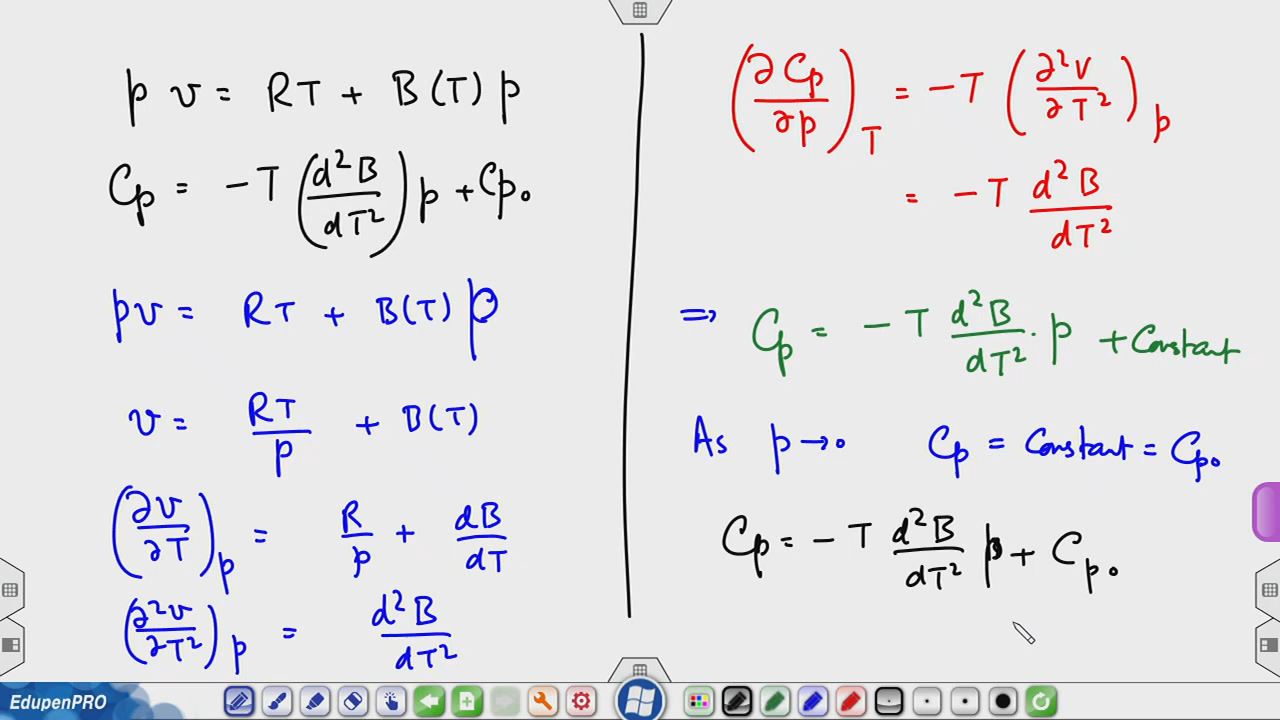 p v = RT + B(T) p
Cp = -T (d²B/dT²) p + Cp₀
pv = RT + B(T) p
v = RT/p + B(T)
(∂v/∂T)p = R/p + dB/dT
(∂²v/∂T²)p = d²B/dT²
(∂Cp/∂p)T = -T (∂²v/∂T²)p
= -T d²B/dT²
⇒ Cp = -T d²B/dT² · p + Constant
As p → 0 Cp = Constant = Cp₀
Cp = -T d²B/dT² p + Cp₀
EdupenPRO